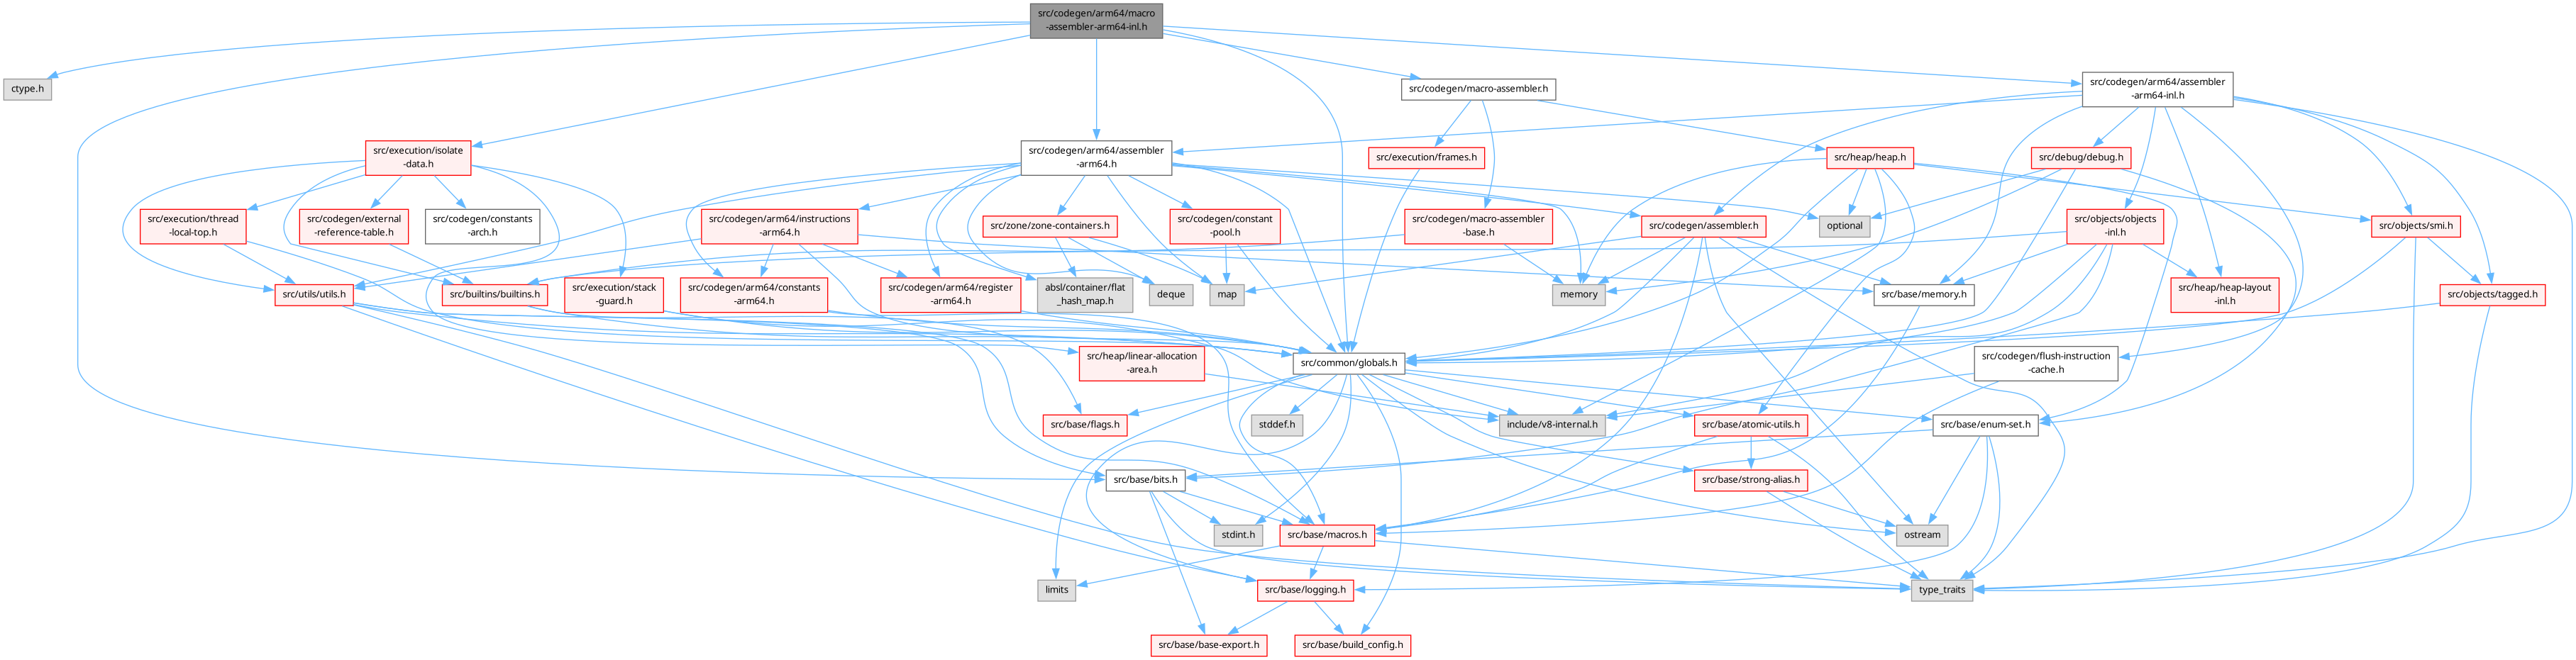 src/codegen/arm64/macro
-assembler-arm64-inl.h
ctype.h
src/codegen/macro-assembler.h
src/codegen/arm64/assembler
-arm64-inl.h
src/execution/isolate
-data.h
src/codegen/arm64/assembler
-arm64.h
src/execution/frames.h
src/heap/heap.h
src/debug/debug.h
src/execution/thread
-local-top.h
src/codegen/external
-reference-table.h
src/codegen/constants
-arch.h
src/codegen/arm64/instructions
-arm64.h
src/zone/zone-containers.h
src/codegen/constant
-pool.h
src/codegen/macro-assembler
-base.h
src/codegen/assembler.h
optional
src/objects/objects
-inl.h
src/objects/smi.h
src/utils/utils.h
src/builtins/builtins.h
src/execution/stack
-guard.h
src/codegen/arm64/constants
-arm64.h
src/codegen/arm64/register
-arm64.h
absl/container/flat
_hash_map.h
deque
map
memory
src/base/memory.h
src/heap/heap-layout
-inl.h
src/objects/tagged.h
src/heap/linear-allocation
-area.h
src/common/globals.h
src/codegen/flush-instruction
-cache.h
src/base/flags.h
stddef.h
include/v8-internal.h
src/base/atomic-utils.h
src/base/enum-set.h
src/base/bits.h
src/base/strong-alias.h
stdint.h
src/base/macros.h
ostream
limits
src/base/logging.h
type_traits
src/base/base-export.h
src/base/build_config.h